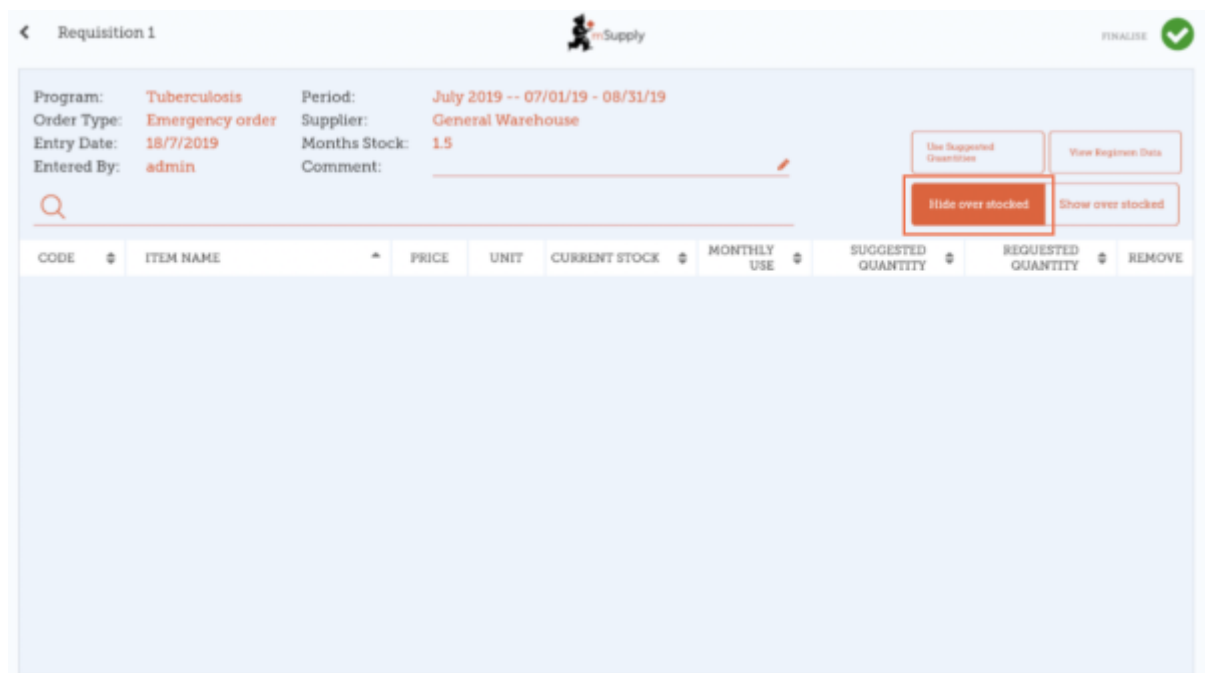 Requisition 1
mSupply
FINALISE
Program: Tuberculosis Period: July 2019 -- 07/01/19 - 08/31/19
Order Type: Emergency order Supplier: General Warehouse
Entry Date: 18/7/2019 Months Stock: 1.5
Entered By: admin Comment:
Use Suggested
Quantities
View Regimen Data
Hide over stocked Show over stocked
CODE ITEM NAME PRICE UNIT CURRENT STOCK MONTHLY USE SUGGESTED QUANTITY REQUESTED QUANTITY REMOVE